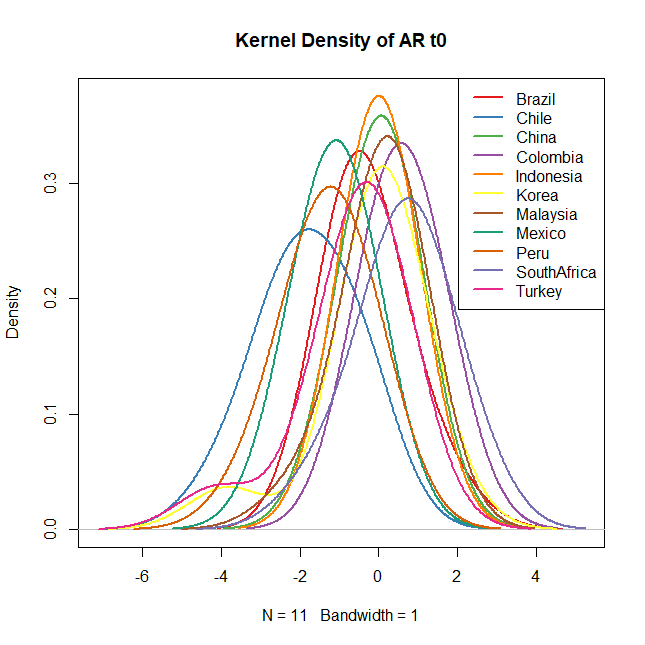 Kernel Density of AR t0
Brazil
Chile
China
Colombia
Indonesia
Korea
Malaysia
Mexico
Peru
SouthAfrica
Turkey
Density
0.3
0.2
0.1
0.0
-6 -4 -2 0 2 4
N = 11 Bandwidth = 1